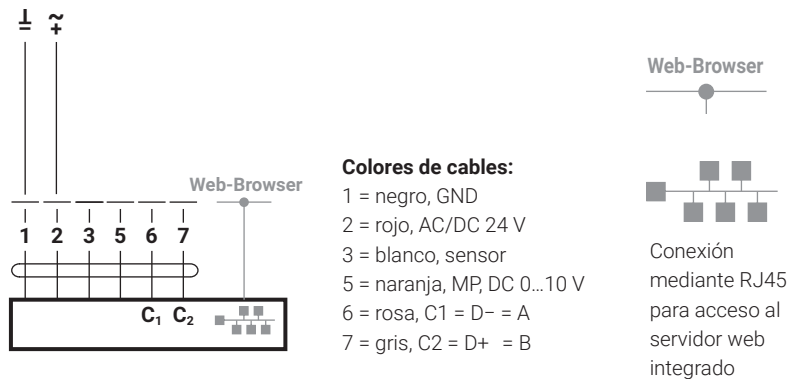 ⊥ ~
= +
Web-Browser
1 2 3 5 6 7
C₁ C₂
Colores de cables:
1 = negro, GND
2 = rojo, AC/DC 24 V
3 = blanco, sensor
5 = naranja, MP, DC 0...10 V
6 = rosa, C1 = D− = A
7 = gris, C2 = D+ = B
Web-Browser
Conexión
mediante RJ45
para acceso al
servidor web
integrado